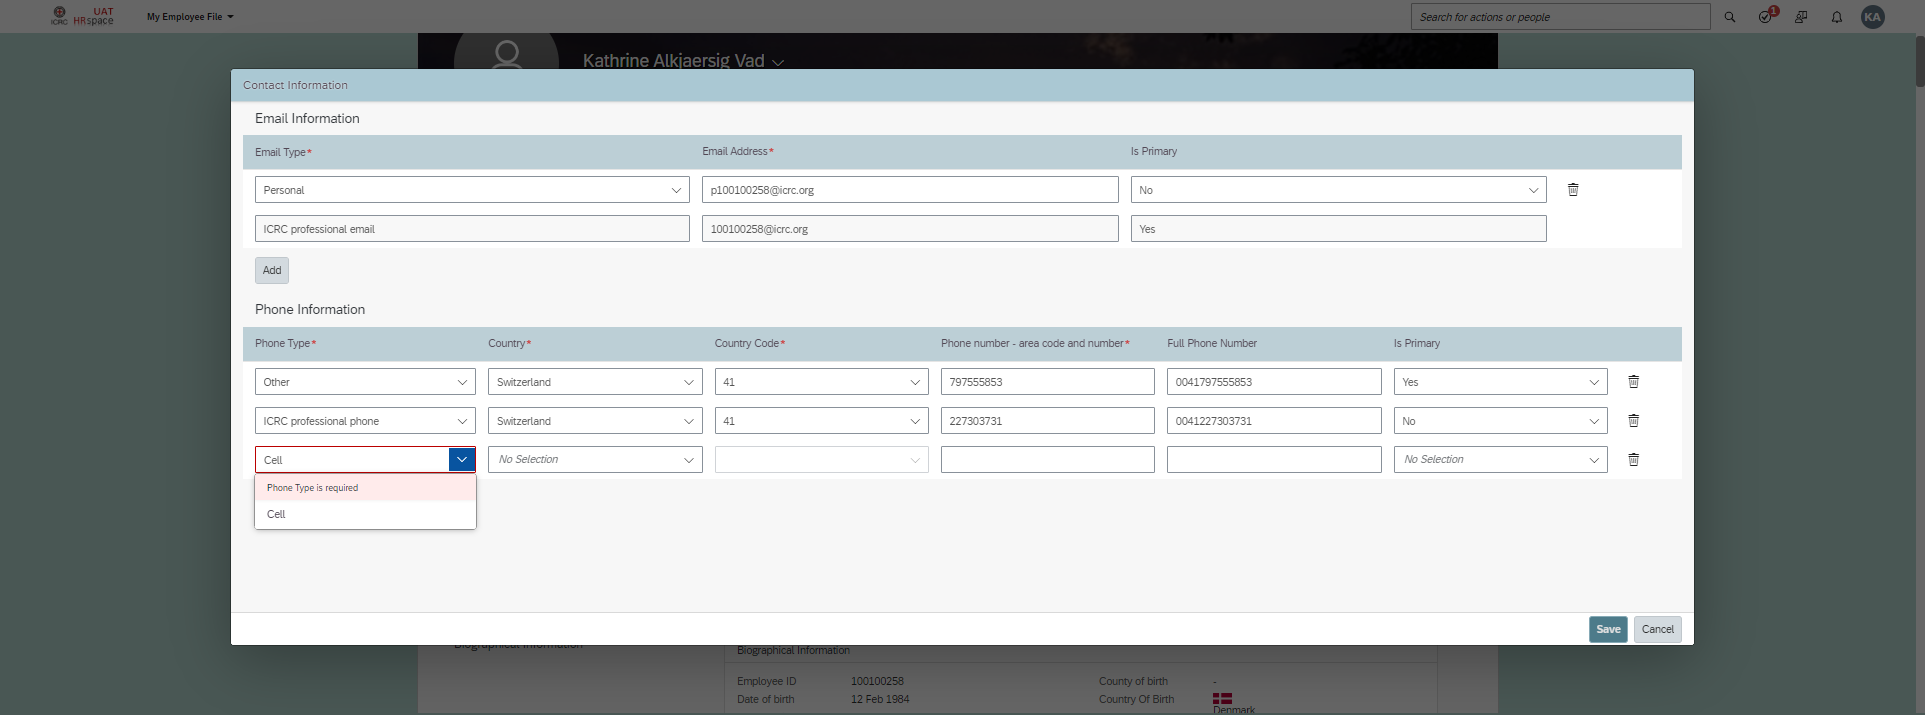 ICRC UAT HRspace My Employee File Search for actions or people 1 KA
Kathrine Alkjaersig Vad
Contact Information
Email Information
Email Type* Email Address* Is Primary
Personal p100100258@icrc.org No
ICRC professional email 100100258@icrc.org Yes
Add
Phone Information
Phone Type* Country* Country Code* Phone number - area code and number* Full Phone Number Is Primary
Other Switzerland 41 797555853 0041797555853 Yes
ICRC professional phone Switzerland 41 227303731 0041227303731 No
Cell No Selection No Selection
Phone Type is required
Cell
Save Cancel
Biographical Information Biographical Information
Employee ID 100100258 County of birth -
Date of birth 12 Feb 1984 Country Of Birth
Denmark